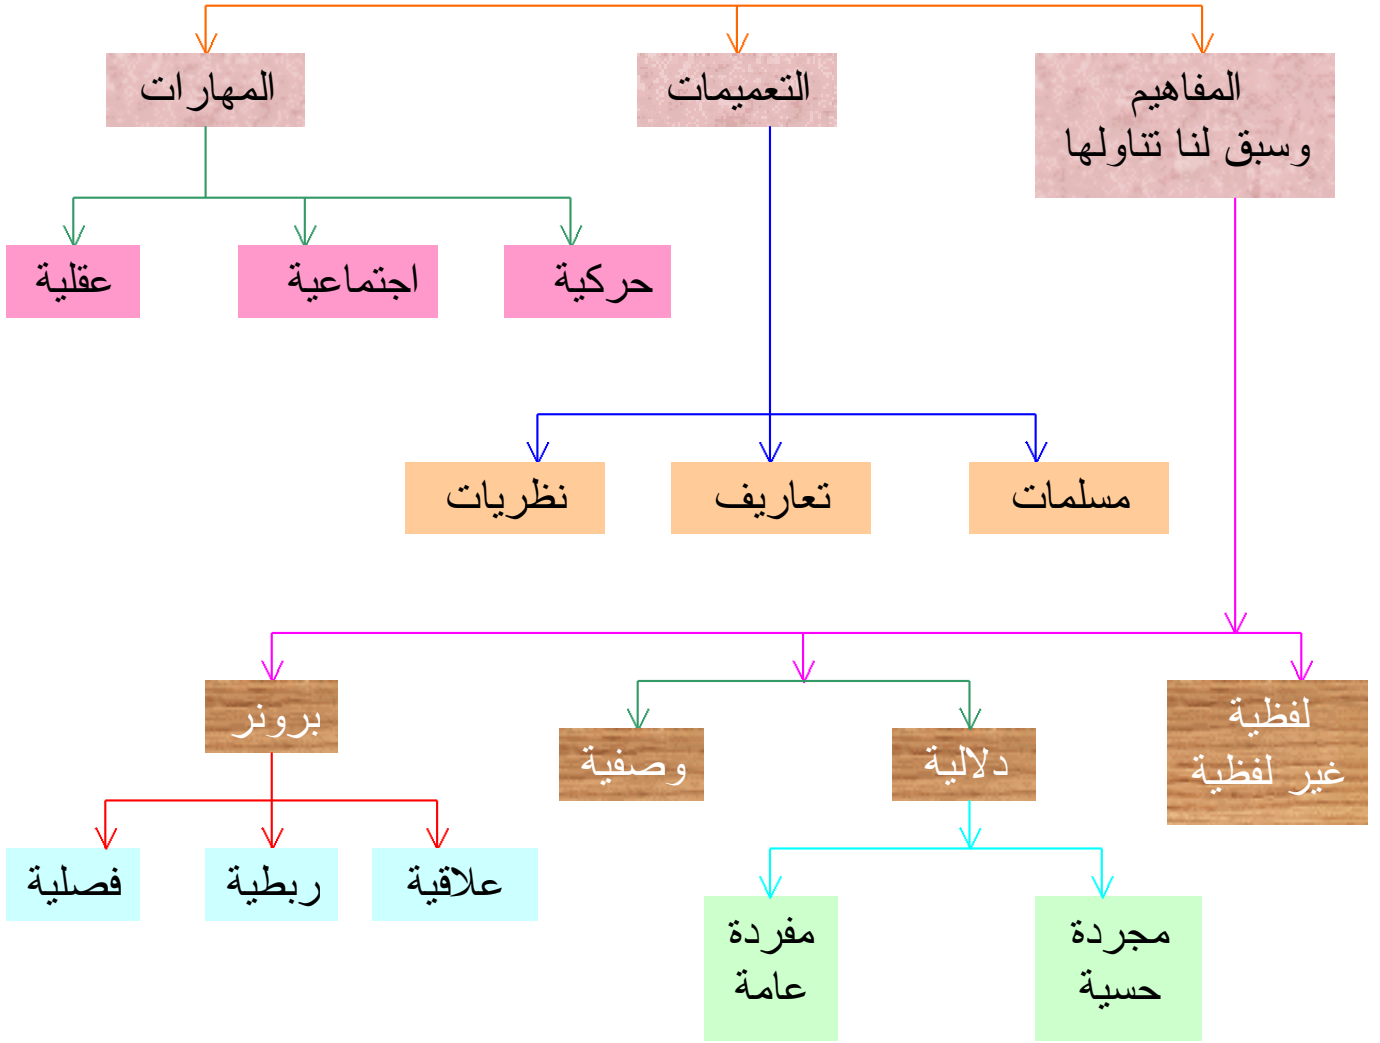 المفاهيم
وسبق لنا تتاولها
التعميمات
المهارات
حركية
اجتماعية
عقلية
مسلمات
تعاريف
نظريات
لفظية
غير لفظية
دلالية
وصفية
برونر
علاقية
ربطية
فصلية
مجردة
حسية
مفردة
عامة